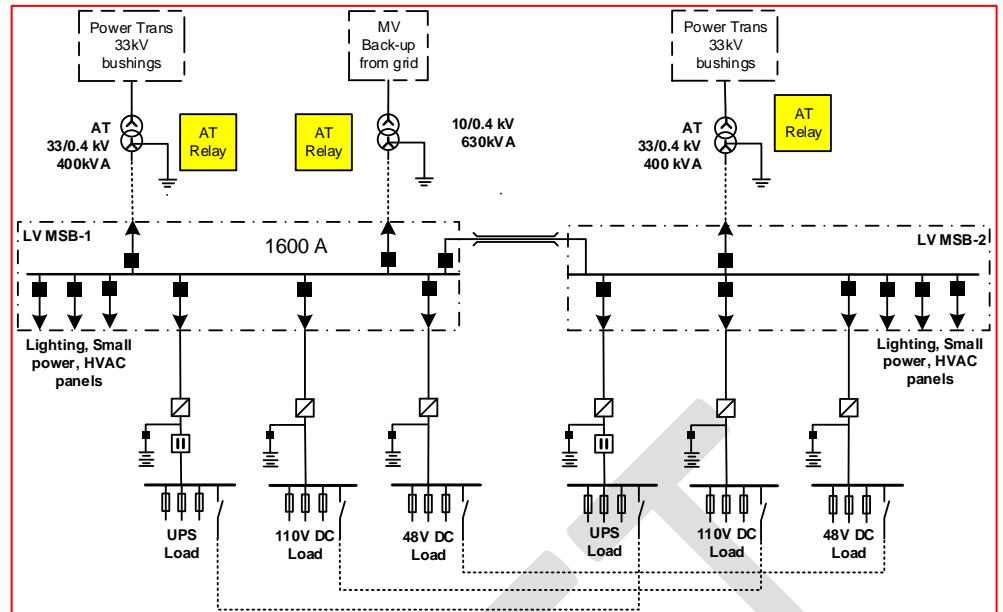 Power Trans
33kV
bushings
MV
Back-up
from grid
Power Trans
33kV
bushings
AT
33/0.4 kV
400kVA
AT
Relay
AT
Relay
10/0.4 kV
630kVA
AT
33/0.4 kV
400 kVA
AT
Relay
LV MSB-1
1600 A
LV MSB-2
Lighting, Small
power, HVAC
panels
Lighting, Small
power, HVAC
panels
UPS
Load
110V DC
Load
48V DC
Load
UPS
Load
110V DC
Load
48V DC
Load